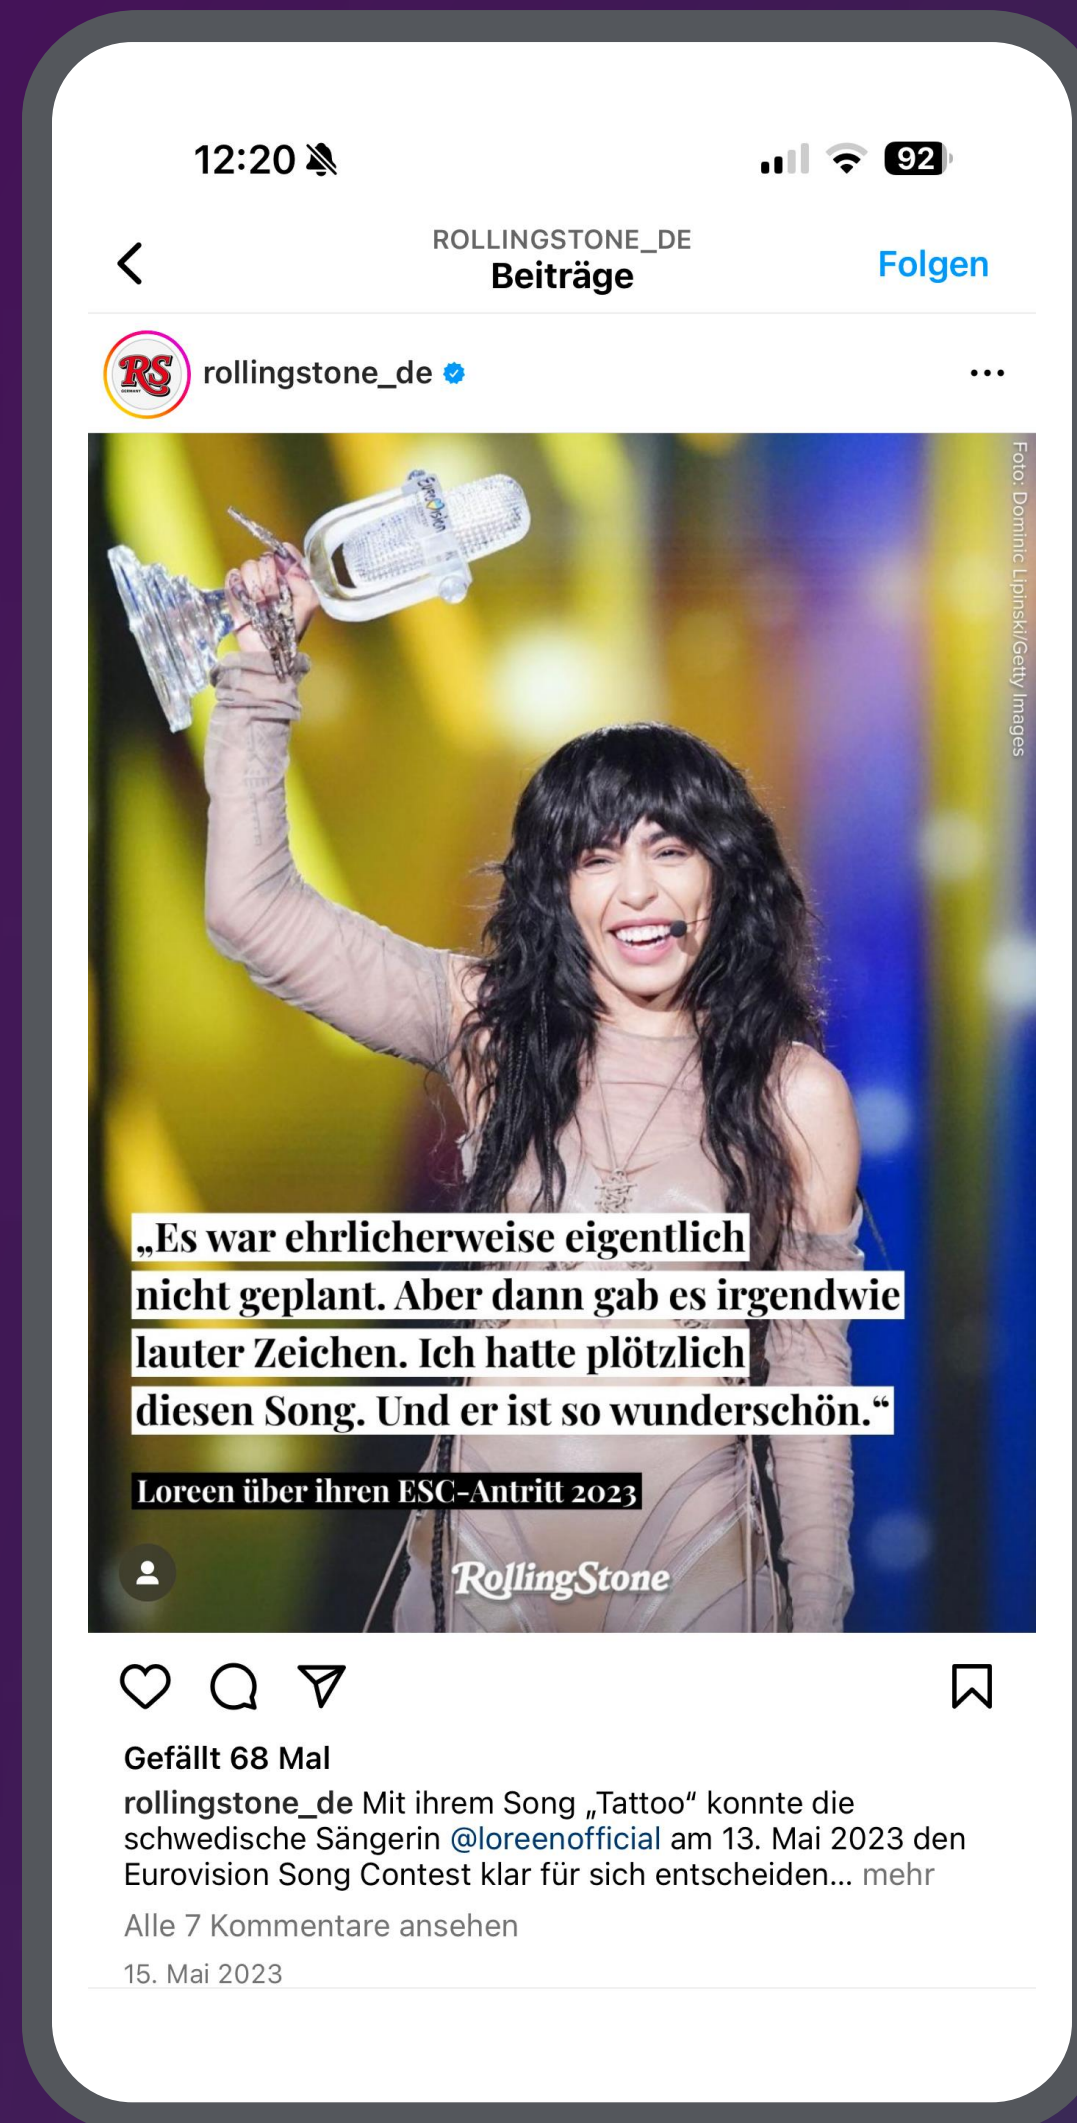 12:20
92
ROLLINGSTONE_DE
Beiträge
Folgen
RS
GERMANY
rollingstone_de
Foto: Dominic Lipinski/Getty Images
Eurovision
„Es war ehrlicherweise eigentlich
nicht geplant. Aber dann gab es irgendwie
lauter Zeichen. Ich hatte plötzlich
diesen Song. Und er ist so wunderschön.“
Loreen über ihren ESC-Antritt 2023
RollingStone
Gefällt 68 Mal
rollingstone_de Mit ihrem Song „Tattoo“ konnte die
schwedische Sängerin @loreenofficial am 13. Mai 2023 den
Eurovision Song Contest klar für sich entscheiden... mehr
Alle 7 Kommentare ansehen
15. Mai 2023